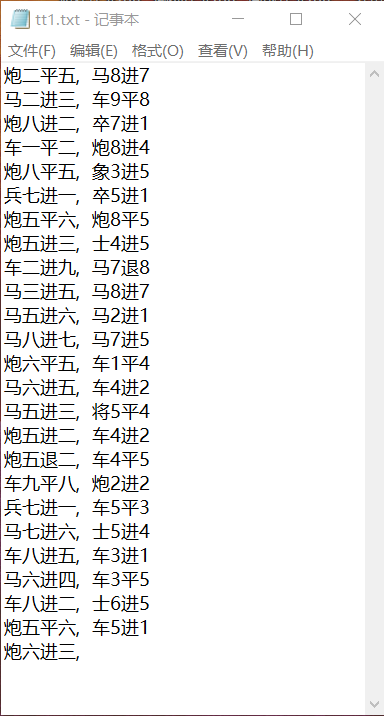 tt1.txt - 记事本
文件(F) 编辑(E) 格式(O) 查看(V) 帮助(H)
炮二平五, 马8进7
马二进三, 车9平8
炮八进二, 卒7进1
车一平二, 炮8进4
炮八平五, 象3进5
兵七进一, 卒5进1
炮五平六, 炮8平5
炮五进三, 士4进5
车二进九, 马7退8
马三进五, 马8进7
马五进六, 马2进1
马八进七, 马7进5
炮六平五, 车1平4
马六进五, 车4进2
马五进三, 将5平4
炮五进二, 车4进2
炮五退二, 车4平5
车九平八, 炮2进2
兵七进一, 车5平3
马七进六, 士5进4
车八进五, 车3进1
马六进四, 车3平5
车八进二, 士6进5
炮五平六, 车5进1
炮六进三,